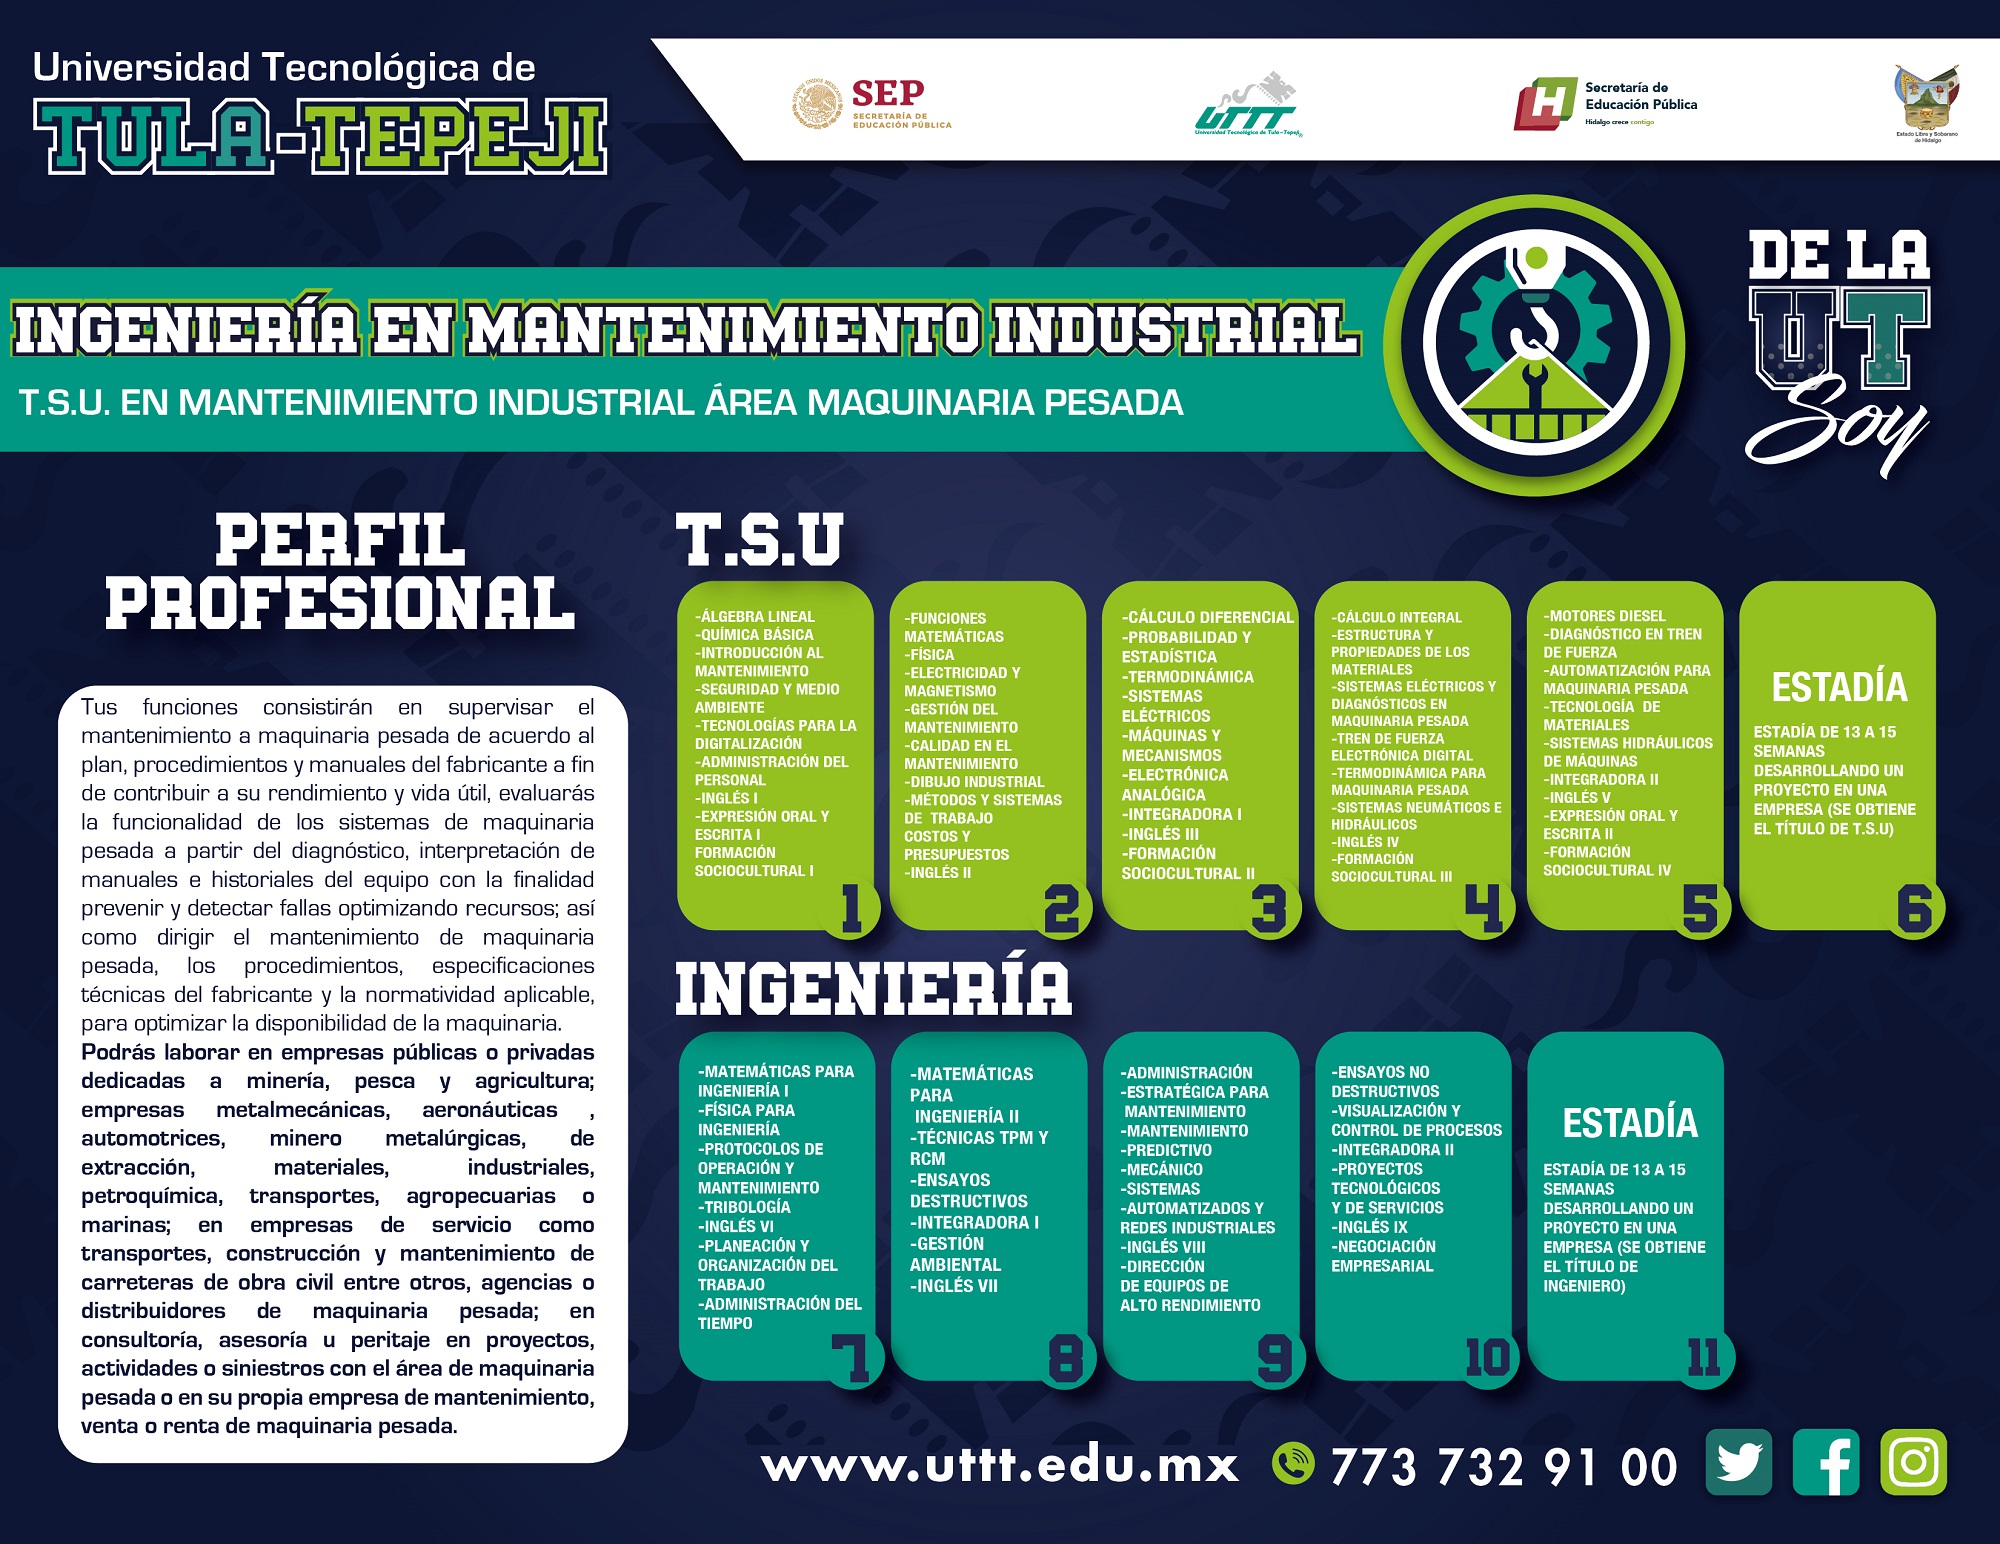 Universidad Tecnológica de
TULA-TEPEJI
SEP
SECRETARÍA DE
EDUCACIÓN PÚBLICA
UTTT
Universidad Tecnológica de Tula-Tepeji
H
Secretaría de
Educación Pública
Hidalgo crece contigo
Estado Libre y Soberano
de Hidalgo
INGENIERÍA EN MANTENIMIENTO INDUSTRIAL
T.S.U. EN MANTENIMIENTO INDUSTRIAL ÁREA MAQUINARIA PESADA
DE LA
UT
Soy
PERFIL
PROFESIONAL
Tus funciones consistirán en supervisar el
mantenimiento a maquinaria pesada de acuerdo al
plan, procedimientos y manuales del fabricante a fin
de contribuir a su rendimiento y vida útil, evaluarás
la funcionalidad de los sistemas de maquinaria
pesada a partir del diagnóstico, interpretación de
manuales e historiales del equipo con la finalidad
prevenir y detectar fallas optimizando recursos; así
como dirigir el mantenimiento de maquinaria
pesada, los procedimientos, especificaciones
técnicas del fabricante y la normatividad aplicable,
para optimizar la disponibilidad de la maquinaria.
Podrás laborar en empresas públicas o privadas
dedicadas a minería, pesca y agricultura;
empresas metalmecánicas, aeronáuticas ,
automotrices, minero metalúrgicas, de
extracción, materiales, industriales,
petroquímica, transportes, agropecuarias o
marinas; en empresas de servicio como
transportes, construcción y mantenimiento de
carreteras de obra civil entre otros, agencias o
distribuidores de maquinaria pesada; en
consultoría, asesoría u peritaje en proyectos,
actividades o siniestros con el área de maquinaria
pesada o en su propia empresa de mantenimiento,
venta o renta de maquinaria pesada.
T.S.U
-ÁLGEBRA LINEAL
-QUÍMICA BÁSICA
-INTRODUCCIÓN AL
MANTENIMIENTO
-SEGURIDAD Y MEDIO
AMBIENTE
-TECNOLOGÍAS PARA LA
DIGITALIZACIÓN
-ADMINISTRACIÓN DEL
PERSONAL
-INGLÉS I
-EXPRESIÓN ORAL Y
ESCRITA I
FORMACIÓN
SOCIOCULTURAL I
1
-FUNCIONES
MATEMÁTICAS
-FÍSICA
-ELECTRICIDAD Y
MAGNETISMO
-GESTIÓN DEL
MANTENIMIENTO
-CALIDAD EN EL
MANTENIMIENTO
-DIBUJO INDUSTRIAL
-MÉTODOS Y SISTEMAS
DE TRABAJO
COSTOS Y
PRESUPUESTOS
-INGLÉS II
2
-CÁLCULO DIFERENCIAL
-PROBABILIDAD Y
ESTADÍSTICA
-TERMODINÁMICA
-SISTEMAS
ELÉCTRICOS
-MÁQUINAS Y
MECANISMOS
-ELECTRÓNICA
ANALÓGICA
-INTEGRADORA I
-INGLÉS III
-FORMACIÓN
SOCIOCULTURAL II
3
-CÁLCULO INTEGRAL
-ESTRUCTURA Y
PROPIEDADES DE LOS
MATERIALES
-SISTEMAS ELÉCTRICOS Y
DIAGNÓSTICOS EN
MAQUINARIA PESADA
-TREN DE FUERZA
ELECTRÓNICA DIGITAL
-TERMODINÁMICA PARA
MAQUINARIA PESADA
-SISTEMAS NEUMÁTICOS E
HIDRÁULICOS
-INGLÉS IV
-FORMACIÓN
SOCIOCULTURAL III
4
-MOTORES DIESEL
-DIAGNÓSTICO EN TREN
DE FUERZA
-AUTOMATIZACIÓN PARA
MAQUINARIA PESADA
-TECNOLOGÍA DE
MATERIALES
-SISTEMAS HIDRÁULICOS
DE MÁQUINAS
-INTEGRADORA II
-INGLÉS V
-EXPRESIÓN ORAL Y
ESCRITA II
-FORMACIÓN
SOCIOCULTURAL IV
5
ESTADÍA
ESTADÍA DE 13 A 15
SEMANAS
DESARROLLANDO UN
PROYECTO EN UNA
EMPRESA (SE OBTIENE
EL TÍTULO DE T.S.U)
6
INGENIERÍA
-MATEMÁTICAS PARA
INGENIERÍA I
-FÍSICA PARA
INGENIERÍA
-PROTOCOLOS DE
OPERACIÓN Y
MANTENIMIENTO
-TRIBOLOGÍA
-INGLÉS VI
-PLANEACIÓN Y
ORGANIZACIÓN DEL
TRABAJO
-ADMINISTRACIÓN DEL
TIEMPO
7
-MATEMÁTICAS
PARA
INGENIERÍA II
-TÉCNICAS TPM Y
RCM
-ENSAYOS
DESTRUCTIVOS
-INTEGRADORA I
-GESTIÓN
AMBIENTAL
-INGLÉS VII
8
-ADMINISTRACIÓN
-ESTRATÉGICA PARA
MANTENIMIENTO
-MANTENIMIENTO
-PREDICTIVO
-MECÁNICO
-SISTEMAS
-AUTOMATIZADOS Y
REDES INDUSTRIALES
-INGLÉS VIII
-DIRECCIÓN
DE EQUIPOS DE
ALTO RENDIMIENTO
9
-ENSAYOS NO
DESTRUCTIVOS
-VISUALIZACIÓN Y
CONTROL DE PROCESOS
-INTEGRADORA II
-PROYECTOS
TECNOLÓGICOS
Y DE SERVICIOS
-INGLÉS IX
-NEGOCIACIÓN
EMPRESARIAL
10
ESTADÍA
ESTADÍA DE 13 A 15
SEMANAS
DESARROLLANDO UN
PROYECTO EN UNA
EMPRESA (SE OBTIENE
EL TÍTULO DE
INGENIERO)
11
www.uttt.edu.mx
773 732 91 00